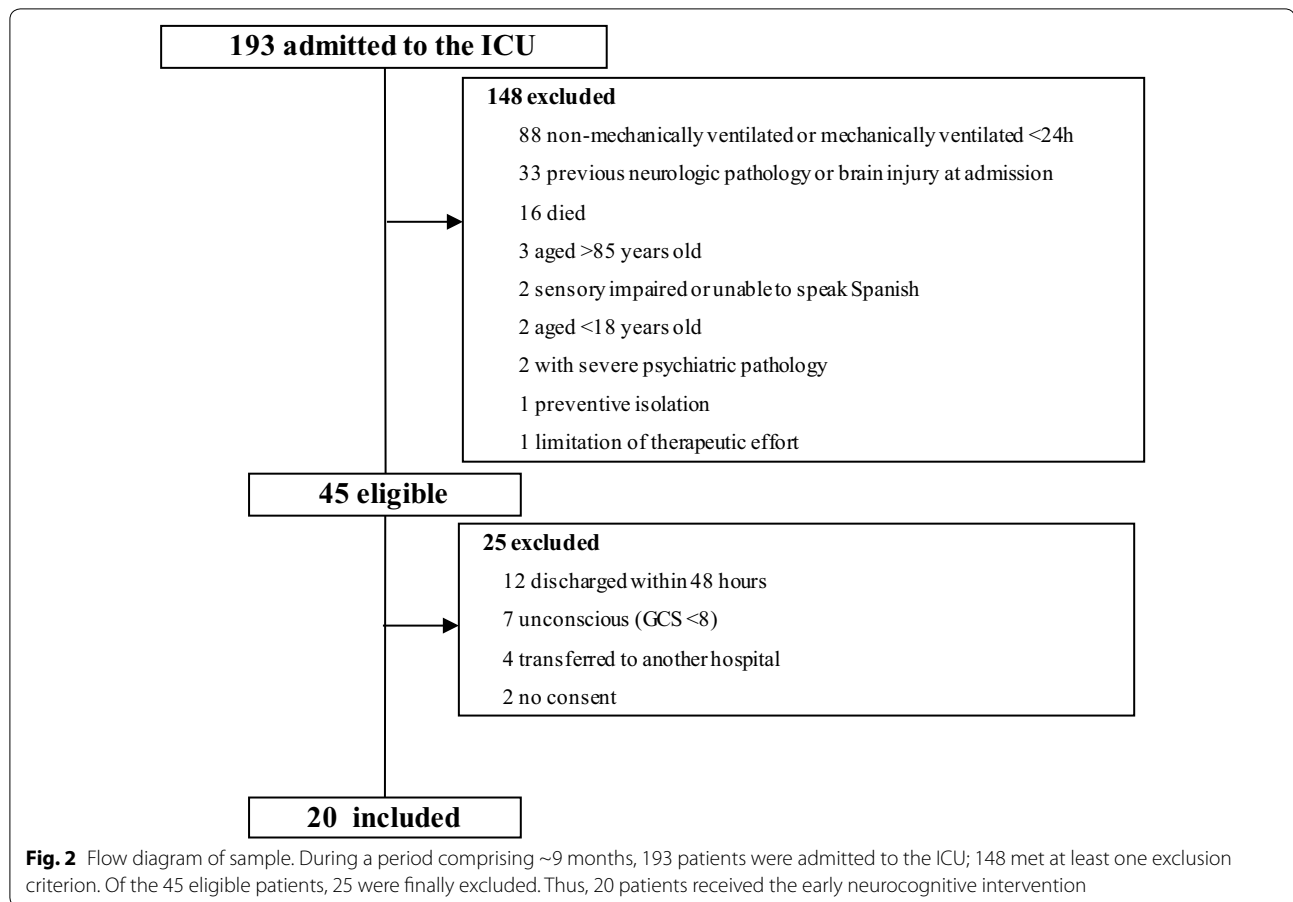 193 admitted to the ICU
148 excluded
88 non-mechanically ventilated or mechanically ventilated <24h
33 previous neurologic pathology or brain injury at admission
16 died
3 aged >85 years old
2 sensory impaired or unable to speak Spanish
2 aged <18 years old
2 with severe psychiatric pathology
1 preventive isolation
1 limitation of therapeutic effort
45 eligible
25 excluded
12 discharged within 48 hours
7 unconscious (GCS <8)
4 transferred to another hospital
2 no consent
20 included
Fig. 2 Flow diagram of sample. During a period comprising ~9 months, 193 patients were admitted to the ICU; 148 met at least one exclusion
criterion. Of the 45 eligible patients, 25 were finally excluded. Thus, 20 patients received the early neurocognitive intervention